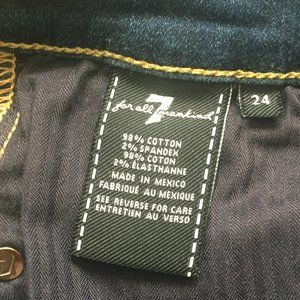 7
for all mankind
24
98% COTTON
2% SPANDEX
98% COTTON
2% ÉLASTHANNE
MADE IN MEXICO
FABRIQUÉ AU MEXIQUE
SEE REVERSE FOR CARE
ENTRETIEN AU VERSO